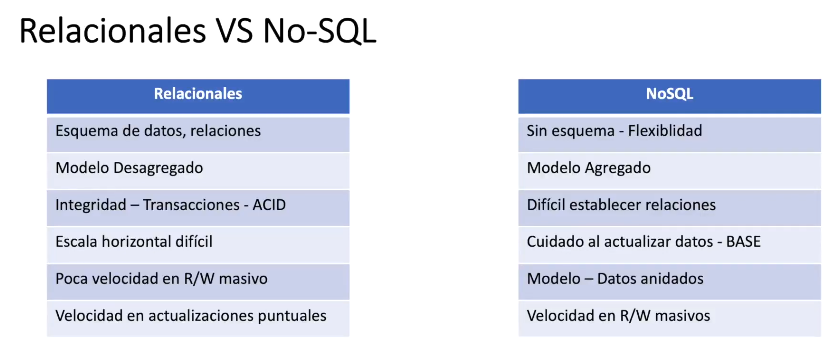 Relacionales VS No-SQL
Relacionales
Esquema de datos, relaciones
Modelo Desagregado
Integridad – Transacciones - ACID
Escala horizontal difícil
Poca velocidad en R/W masivo
Velocidad en actualizaciones puntuales
NoSQL
Sin esquema - Flexiblidad
Modelo Agregado
Difícil establecer relaciones
Cuidado al actualizar datos - BASE
Modelo – Datos anidados
Velocidad en R/W masivos